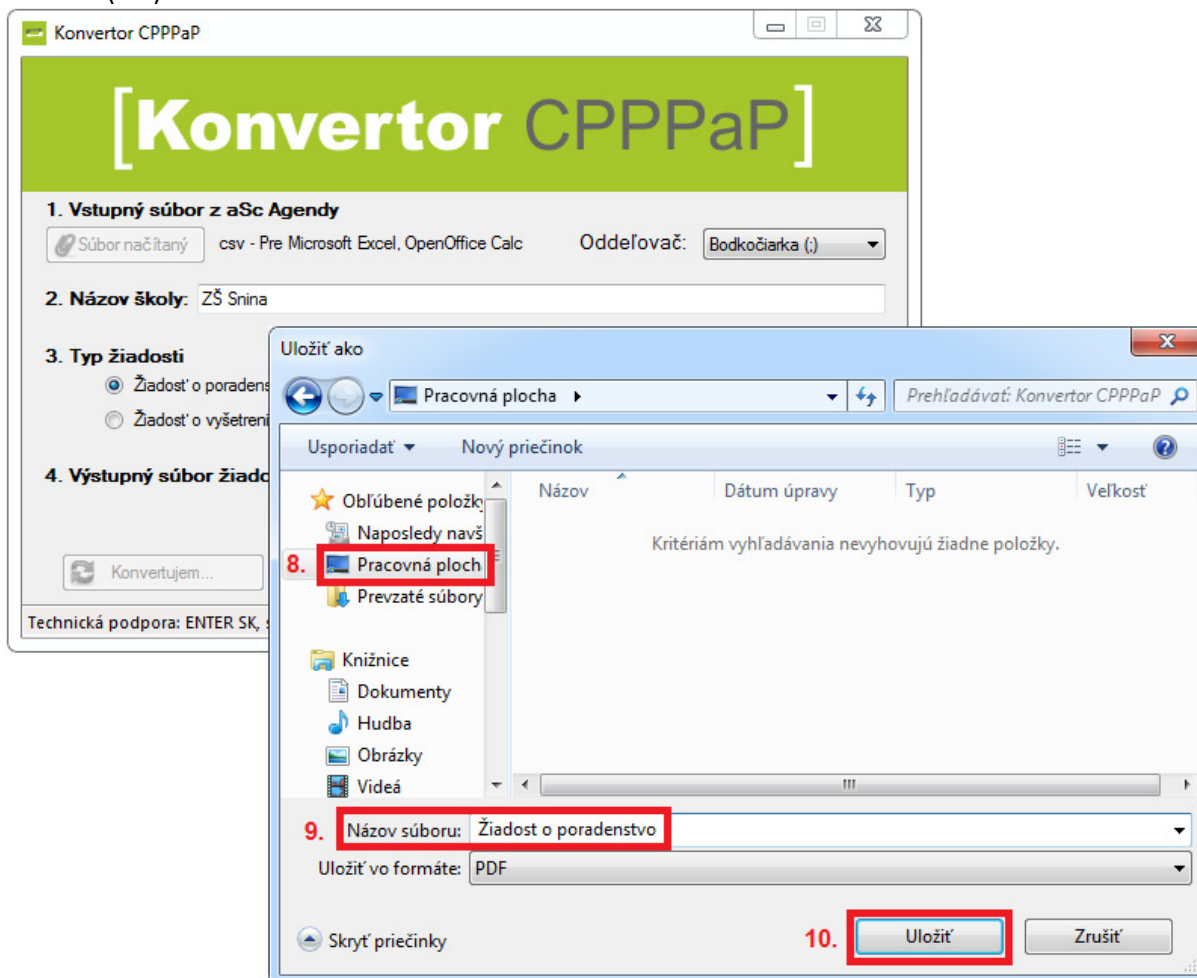 Konvertor CPPPaP
[Konvertor CPPPaP]
1. Vstupný súbor z aSc Agendy
Súbor načítaný csv - Pre Microsoft Excel, OpenOffice Calc Oddeľovač: Bodkočiarka (;)
2. Názov školy: ZŠ Snina
3. Typ žiadosti
Žiadosť o poradens
Žiadosť o vyšetreni
4. Výstupný súbor žiado
Konvertujem...
Technická podpora: ENTER SK, s
Uložiť ako
Pracovná plocha
Prehľadávať: Konvertor CPPPaP
Usporiadať Nový priečinok
Názov Dátum úpravy Typ Veľkosť
Kritériám vyhľadávania nevyhovujú žiadne položky.
Obľúbené položky
Naposledy navš
8. Pracovná ploch
Prevzaté súbory
Knižnice
Dokumenty
Hudba
Obrázky
Videá
9. Názov súboru: Žiadost o poradenstvo
Uložiť vo formáte: PDF
Skryť priečinky
10. Uložiť Zrušiť